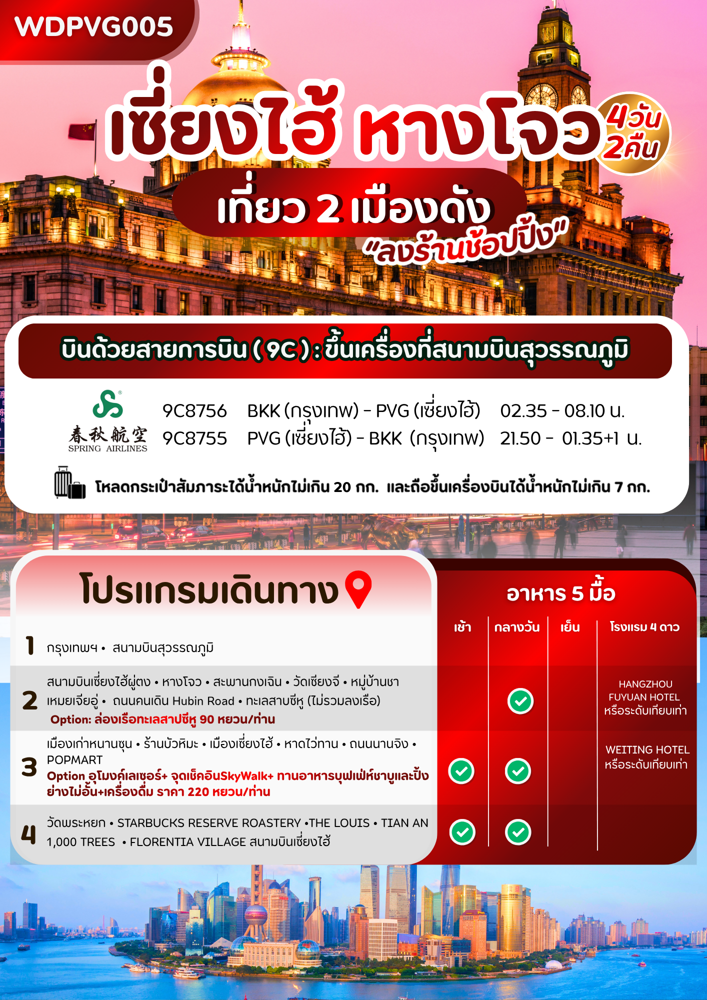 WDPVG005
เซี่ยงไฮ้ หางโจว
4วัน
2คืน
เที่ยว 2 เมืองดัง
"ลงร้านช้อปปิ้ง"
บินด้วยสายการบิน ( 9C ) : ขึ้นเครื่องที่สนามบินสุวรรณภูมิ
春秋航空
SPRING AIRLINES
9C8756 BKK (กรุงเทพ) - PVG (เซี่ยงไฮ้) 02.35 - 08.10 น.
9C8755 PVG (เซี่ยงไฮ้) - BKK (กรุงเทพ) 21.50 - 01.35+1 น.
โหลดกระเป๋าสัมภาระได้น้ำหนักไม่เกิน 20 กก. และถือขึ้นเครื่องบินได้น้ำหนักไม่เกิน 7 กก.
โปรแกรมเดินทาง
อาหาร 5 มื้อ
เช้า กลางวัน เย็น โรงแรม 4 ดาว
1 กรุงเทพฯ • สนามบินสุวรรณภูมิ
2 สนามบินเซี่ยงไฮ้ผู่ตง • หางโจว • สะพานกงเฉิน • วัดเซียงจี • หมู่บ้านชา
เหมยเจียอู่ • ถนนคนเดิน Hubin Road • ทะเลสาบซีหู (ไม่รวมลงเรือ)
Option: ล่องเรือทะเลสาปซีหู 90 หยวน/ท่าน
HANGZHOU
FUYUAN HOTEL
หรือระดับเทียบเท่า
3 เมืองเก่าหนานซุน • ร้านบัวหิมะ • เมืองเซี่ยงไฮ้ • หาดไว่ทาน • ถนนนานจิง •
POPMART
Option อุโมงค์เลเซอร์+ จุดเช็คอินSkyWalk+ ทานอาหารบุฟเฟ่ห์ชาบูและปิ้ง
ย่างไม่อั้น+เครื่องดื่ม ราคา 220 หยวน/ท่าน
WEITING HOTEL
หรือระดับเทียบเท่า
4 วัดพระหยก • STARBUCKS RESERVE ROASTERY •THE LOUIS • TIAN AN
1,000 TREES • FLORENTIA VILLAGE สนามบินเซี่ยงไฮ้